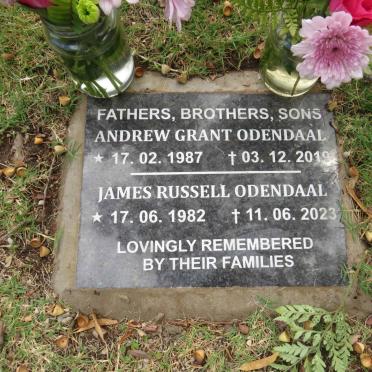 FATHERS, BROTHERS, SONS
ANDREW GRANT ODENDAAL
★ 17. 02. 1987 † 03. 12. 2019
JAMES RUSSELL ODENDAAL
★ 17. 06. 1982 † 11. 06. 2023
LOVINGLY REMEMBERED
BY THEIR FAMILIES